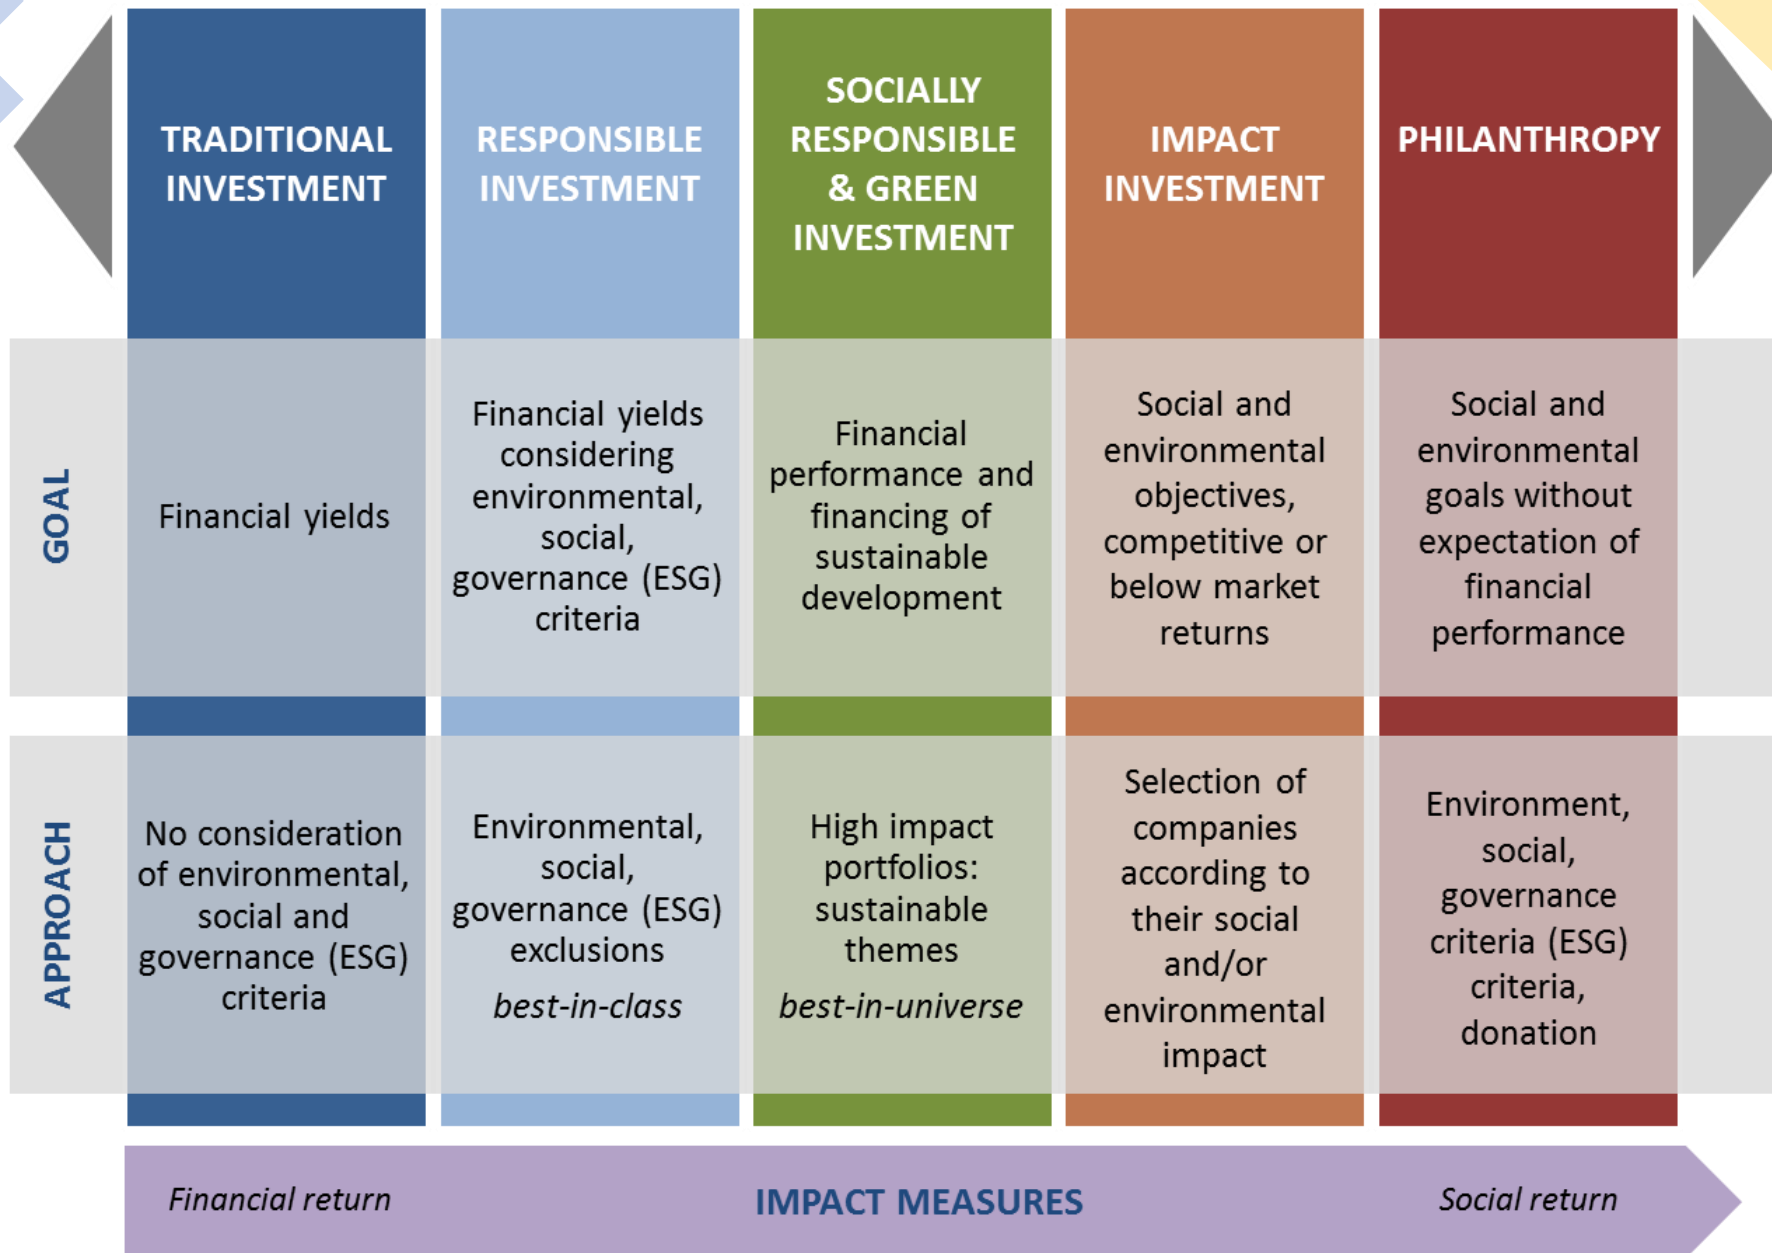 TRADITIONAL
INVESTMENT
RESPONSIBLE
INVESTMENT
SOCIALLY
RESPONSIBLE
& GREEN
INVESTMENT
IMPACT
INVESTMENT
PHILANTHROPY
GOAL
Financial yields
Financial yields
considering
environmental,
social,
governance (ESG)
criteria
Financial
performance and
financing of
sustainable
development
Social and
environmental
objectives,
competitive or
below market
returns
Social and
environmental
goals without
expectation of
financial
performance
APPROACH
No consideration
of environmental,
social and
governance (ESG)
criteria
Environmental,
social,
governance (ESG)
exclusions
best-in-class
High impact
portfolios:
sustainable
themes
best-in-universe
Selection of
companies
according to
their social
and/or
environmental
impact
Environment,
social,
governance
criteria (ESG)
criteria,
donation
Financial return
IMPACT MEASURES
Social return